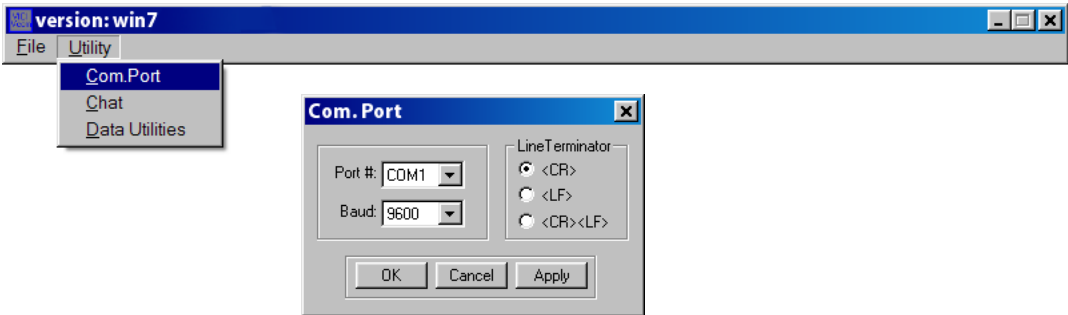 version: win7
File Utility
Com.Port
Chat
Data Utilities
Com. Port
LineTerminator
Port #: COM1
<CR>
<LF>
Baud: 9600
<CR><LF>
OK Cancel Apply